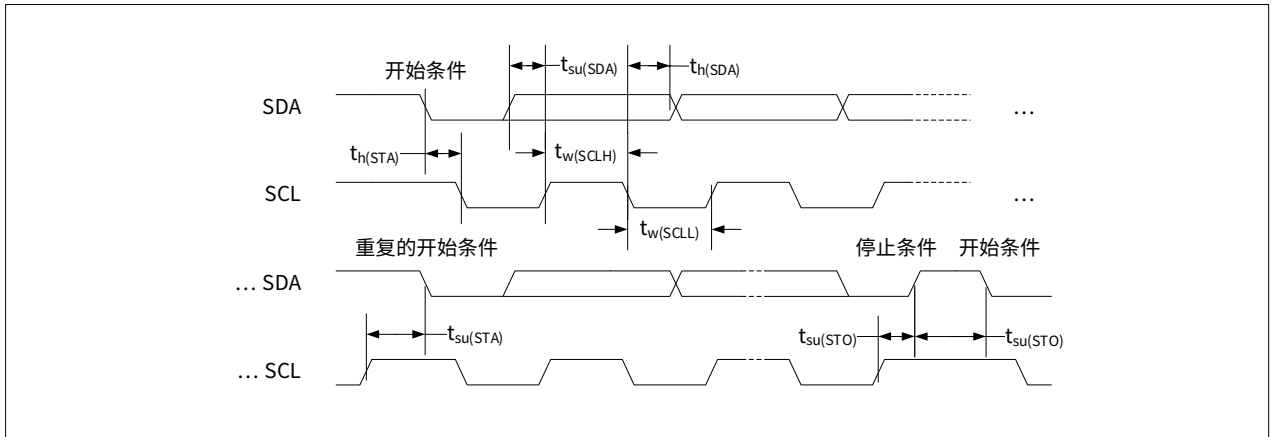 开始条件 tsu(SDA) th(SDA)
SDA …
th(STA) tw(SCLH)
SCL …
tw(SCLL)
重复的开始条件 停止条件 开始条件
… SDA
tsu(STA) tsu(STO) tsu(STO)
… SCL